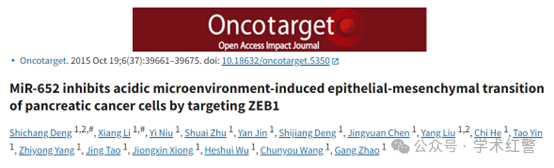 Oncotarget
Open Access Impact Journal
▸ Oncotarget. 2015 Oct 19;6(37):39661–39675. doi: 10.18632/oncotarget.5350
MiR-652 inhibits acidic microenvironment-induced epithelial-mesenchymal transition
of pancreatic cancer cells by targeting ZEB1
Shichang Deng 1,2,#, Xiang Li 1,#, Yi Niu 1, Shuai Zhu 1, Yan Jin 1, Shijiang Deng 1, Jingyuan Chen 1, Yang Liu 1,2, Chi He 1, Tao Yin
1, Zhiyong Yang 1, Jing Tao 1, Jiongxin Xiong 1, Heshui Wu 1, Chunyou Wang 1, Gang Zhao 1
公众号 · 学术红警